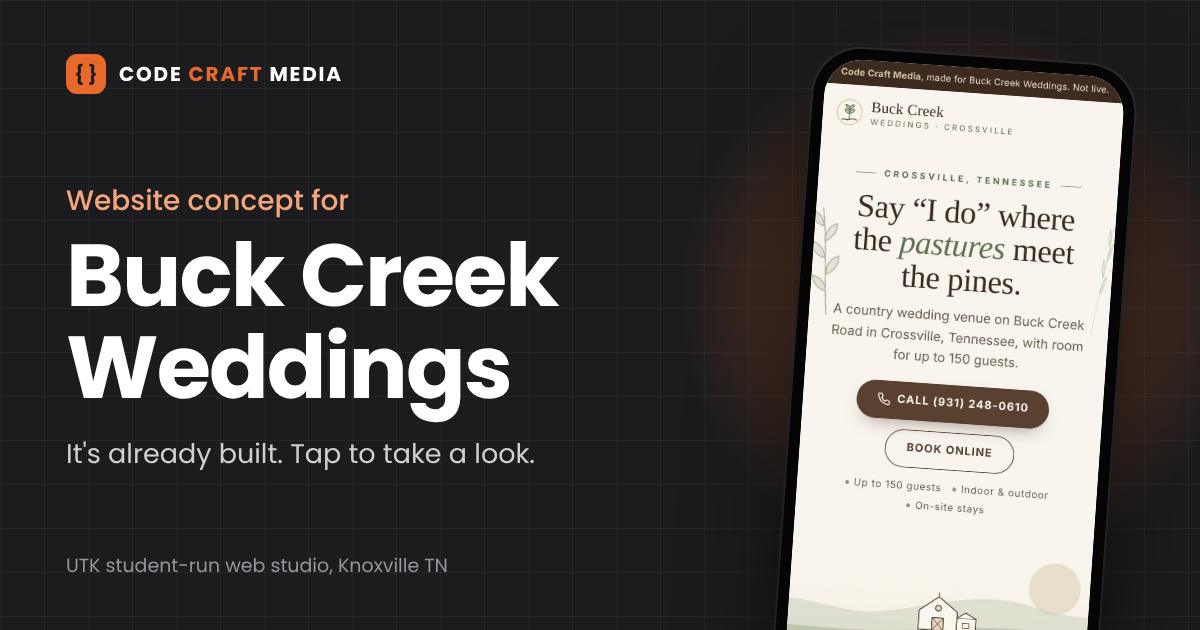 { } CODE CRAFT MEDIA
Website concept for
Buck Creek
Weddings
It's already built. Tap to take a look.
UTK student-run web studio, Knoxville TN
Code Craft Media, made for Buck Creek Weddings. Not live.
Buck Creek
WEDDINGS · CROSSVILLE
CROSSVILLE, TENNESSEE
Say “I do” where
the pastures meet
the pines.
A country wedding venue on Buck Creek
Road in Crossville, Tennessee, with room
for up to 150 guests.
CALL (931) 248-0610
BOOK ONLINE
• Up to 150 guests • Indoor & outdoor
• On-site stays